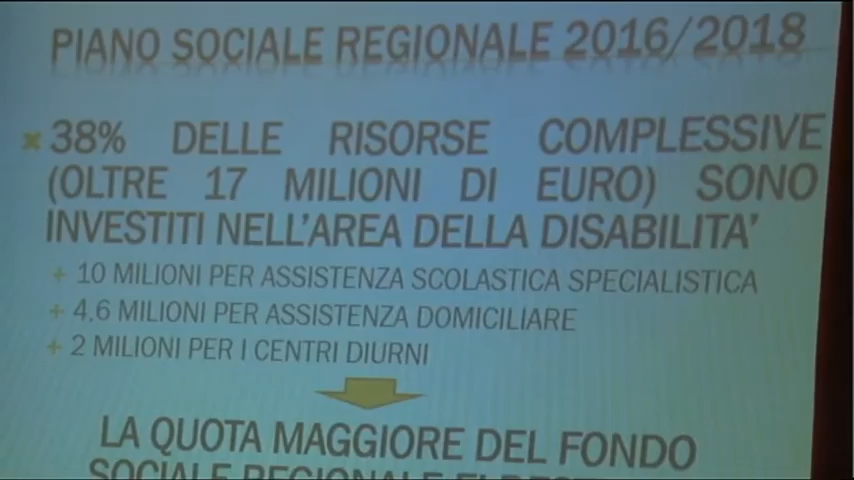 PIANO SOCIALE REGIONALE 2016/2018
38% DELLE RISORSE COMPLESSIVE
(OLTRE 17 MILIONI DI EURO) SONO
INVESTITI NELL'AREA DELLA DISABILITA'
+ 10 MILIONI PER ASSISTENZA SCOLASTICA SPECIALISTICA
+ 4,6 MILIONI PER ASSISTENZA DOMICILIARE
+ 2 MILIONI PER I CENTRI DIURNI
LA QUOTA MAGGIORE DEL FONDO
SOCIALE REGIONALE